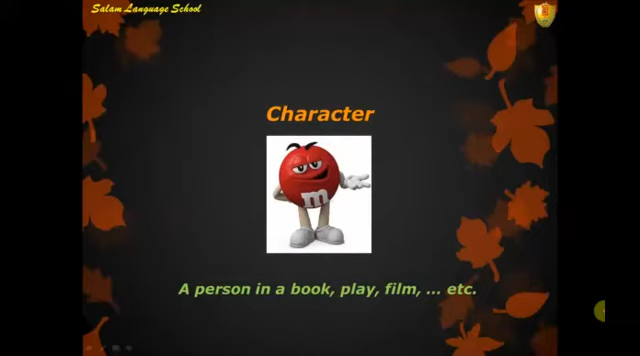 Salam Language School
Character
m
A person in a book, play, film, ... etc.